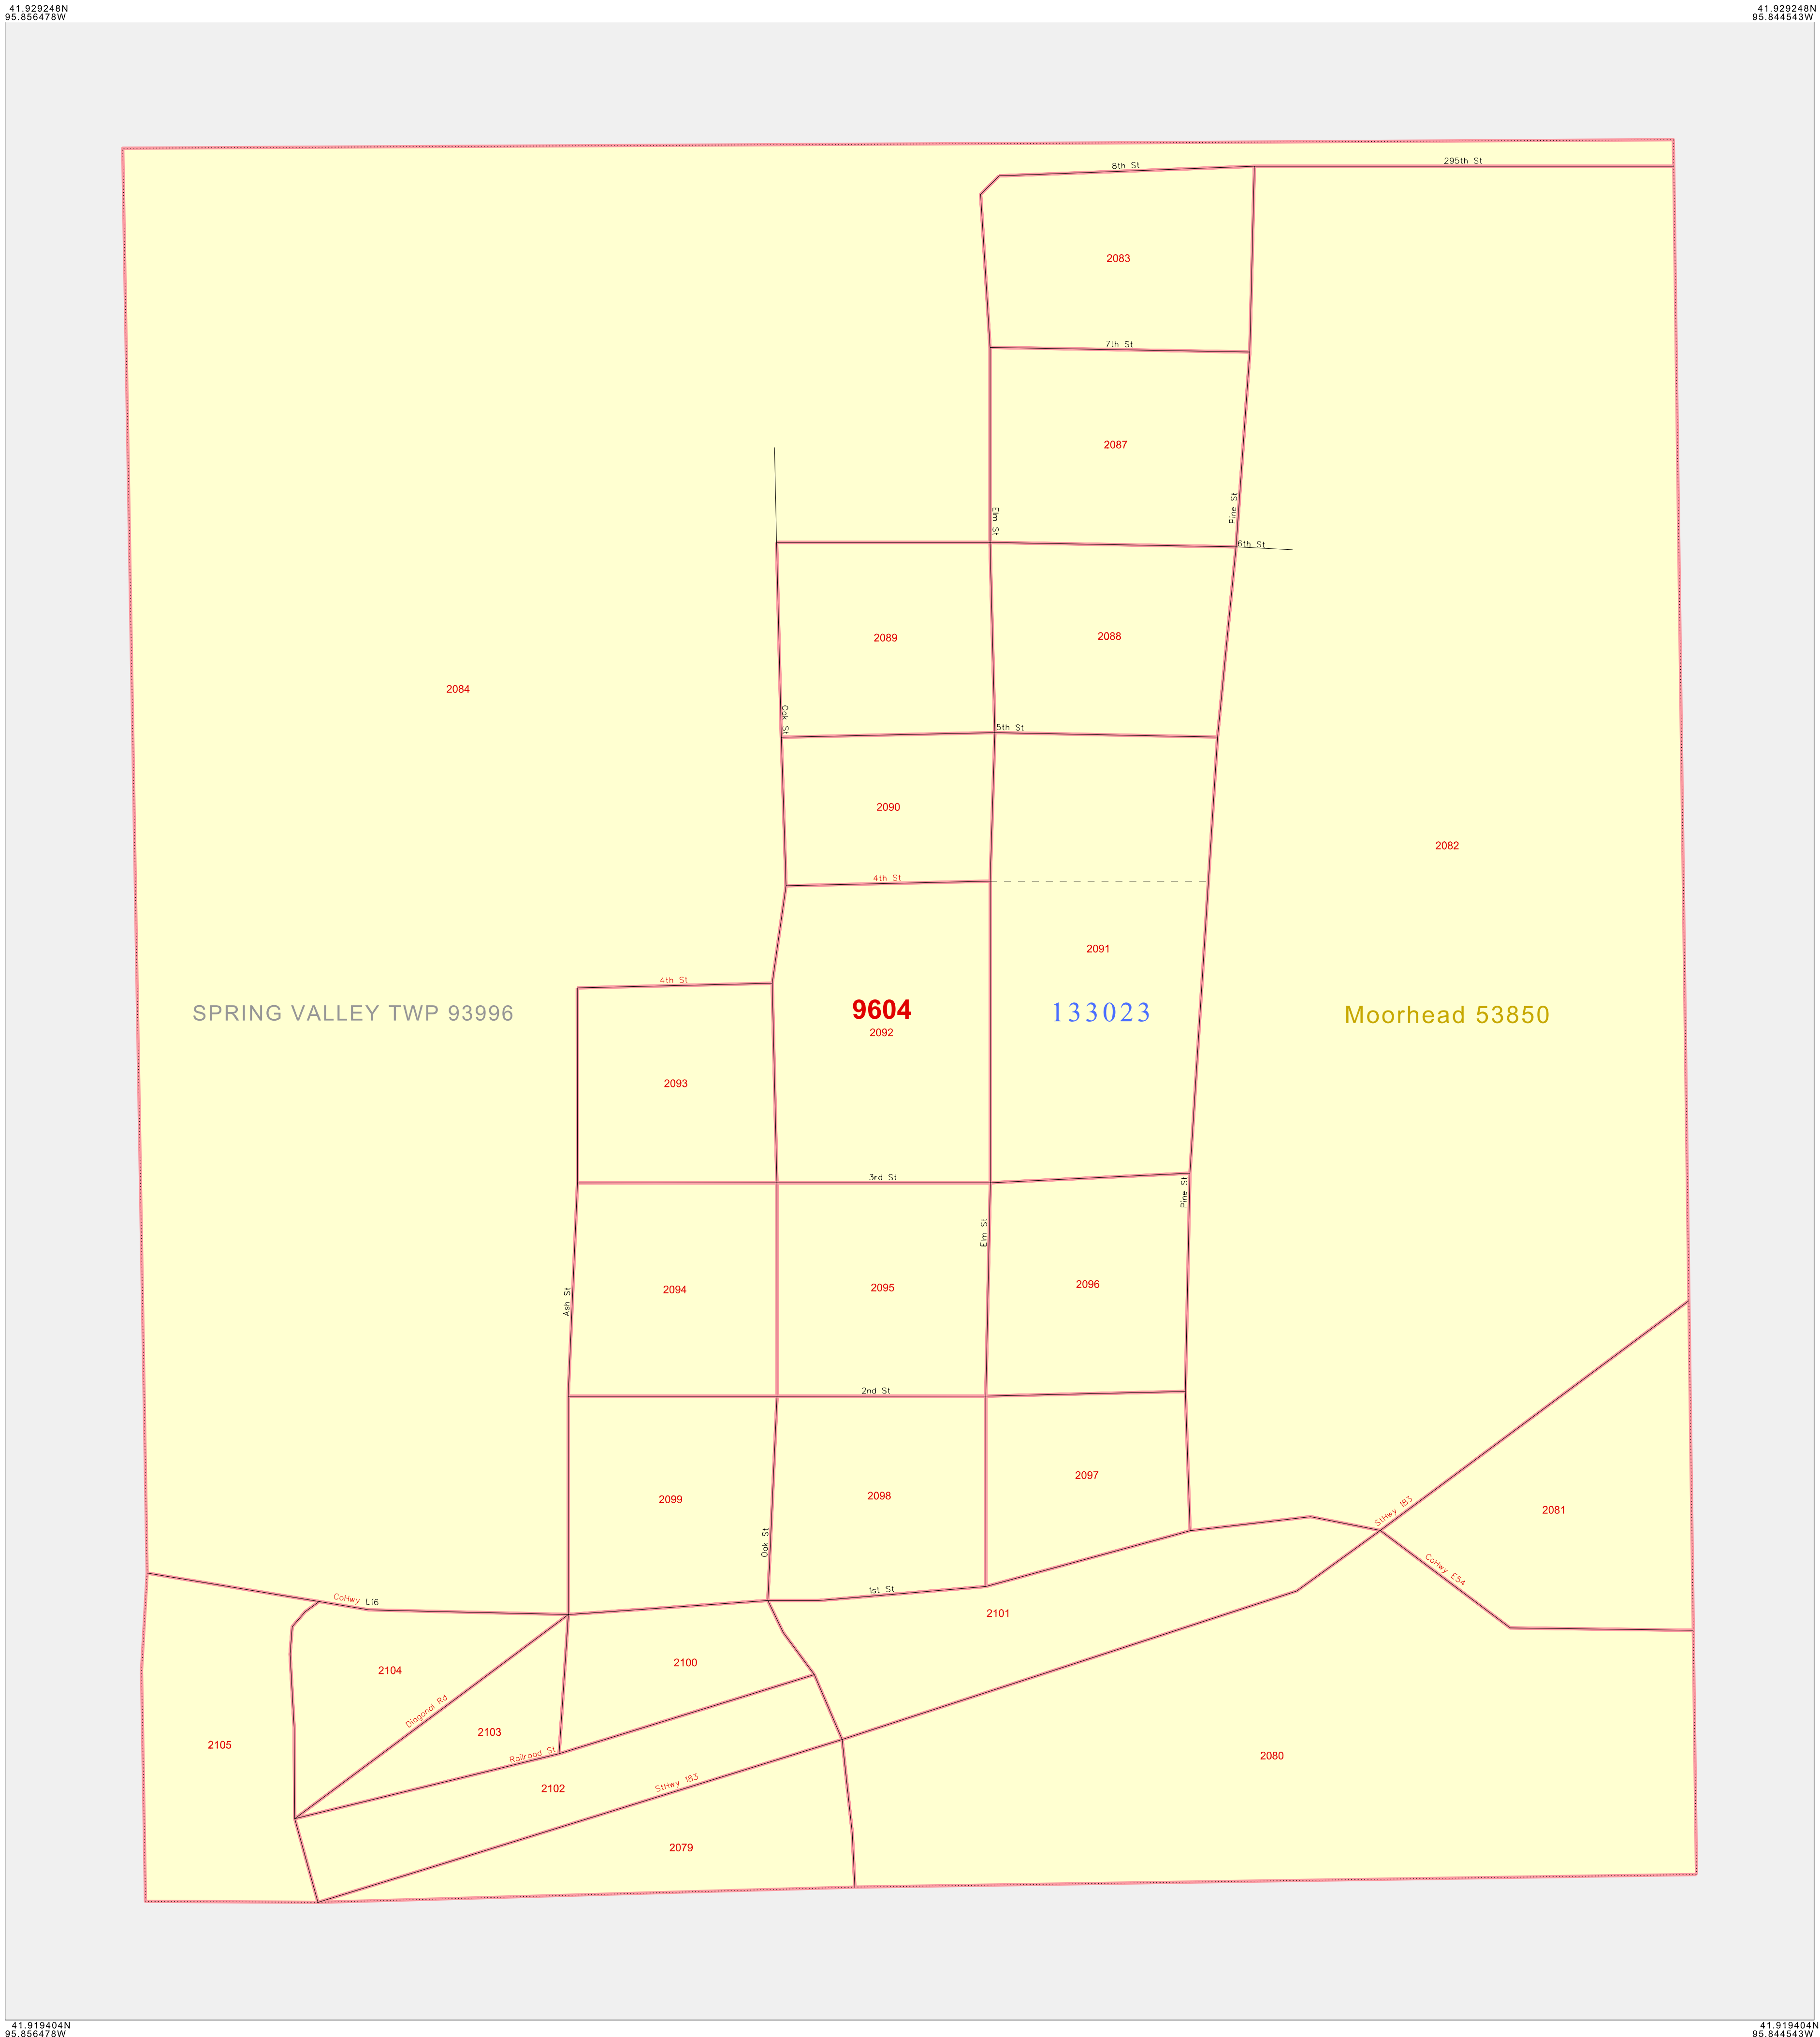 41.929248N
95.856478W
41.929248N
95.844543W
8th St
295th St
2083
7th St
2087
Pine St
Elm St
6th St
2089
2088
2084
Oak St
5th St
2090
2082
4th St
2091
4th St
SPRING VALLEY TWP 93996
9604
133023
Moorhead 53850
2092
2093
3rd St
Pine St
Elm St
2094
2095
2096
Ash St
2nd St
2097
2099
2098
StHwy 183
2081
Oak St
CoHwy E54
1st St
CoHwy L16
2101
2100
2104
Diagonal Rd
2103
2105
Railroad St
2080
2102
StHwy 183
2079
41.919404N
95.856478W
41.919404N
95.844543W